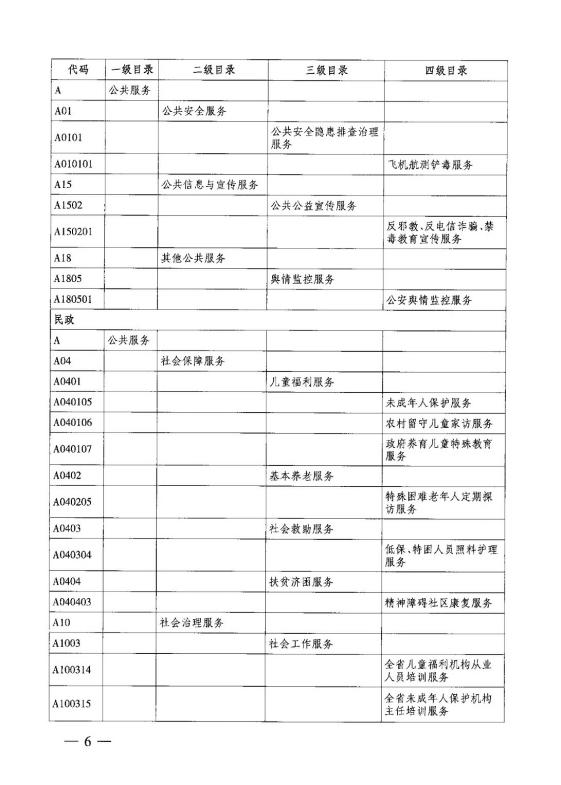 代码 一级目录 二级目录 三级目录 四级目录
A 公共服务
A01 公共安全服务
A0101 公共安全隐患排查治理
服务
A010101 飞机航测铲毒服务
A15 公共信息与宣传服务
A1502 公共公益宣传服务
A150201 反邪教、反电信诈骗、禁
毒教育宣传服务
A18 其他公共服务
A1805 舆情监控服务
A180501 公安舆情监控服务
民政
A 公共服务
A04 社会保障服务
A0401 儿童福利服务
A040105 未成年人保护服务
A040106 农村留守儿童家访服务
A040107 政府养育儿童特殊教育
服务
A0402 基本养老服务
A040205 特殊困难老年人定期探
访服务
A0403 社会救助服务
A040304 低保、特困人员照料护理
服务
A0404 扶贫济困服务
A040403 精神障碍社区康复服务
A10 社会治理服务
A1003 社会工作服务
A100314 全省儿童福利机构从业
人员培训服务
A100315 全省未成年人保护机构
主任培训服务
— 6 —